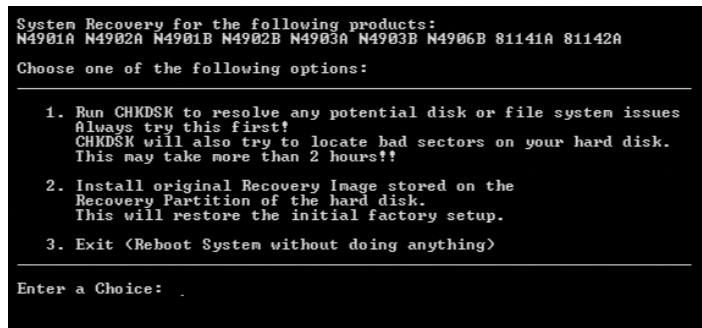 System Recovery for the following products:
N4901A N4902A N4901B N4902B N4903A N4903B N4906B 81141A 81142A
Choose one of the following options:
1. Run CHKDSK to resolve any potential disk or file system issues
Always try this first!
CHKDSK will also try to locate bad sectors on your hard disk.
This may take more than 2 hours!!
2. Install original Recovery Image stored on the
Recovery Partition of the hard disk.
This will restore the initial factory setup.
3. Exit (Reboot System without doing anything)
Enter a Choice: